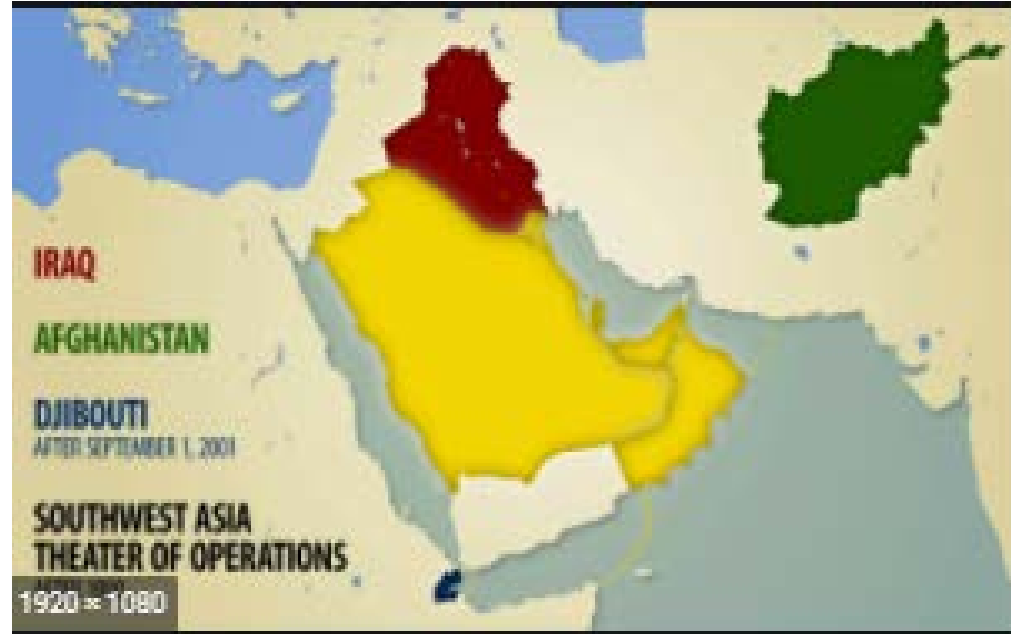 IRAQ
AFGHANISTAN
DJIBOUTI
AFTER SEPTEMBER 1, 2001
SOUTHWEST ASIA
THEATER OF OPERATIONS
1920 × 1080